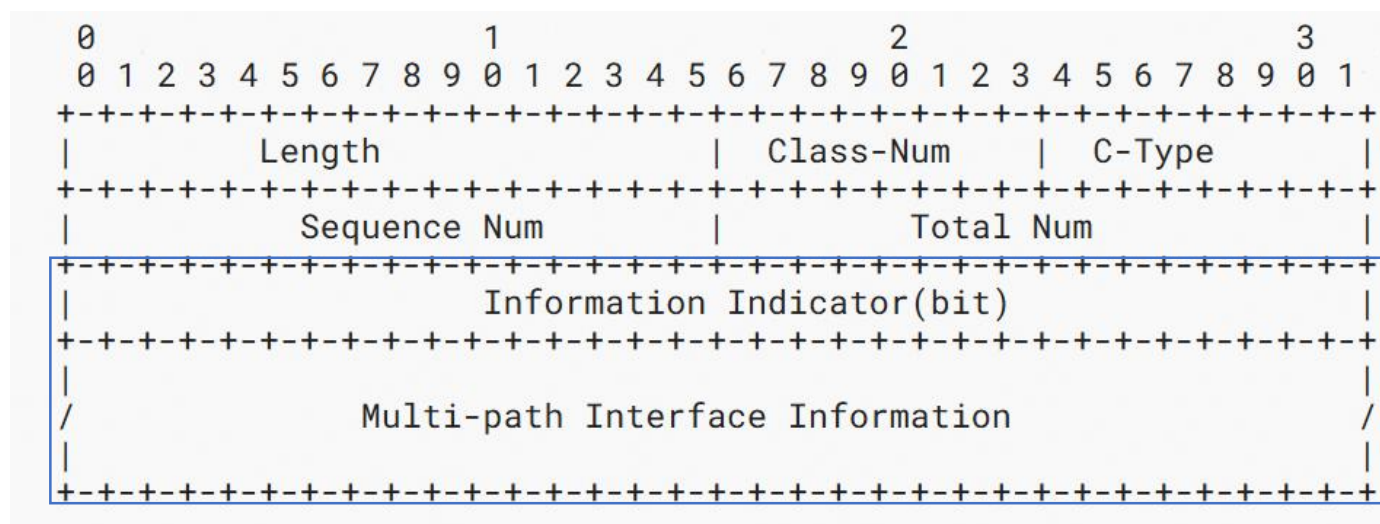 0                   1                   2                   3
0 1 2 3 4 5 6 7 8 9 0 1 2 3 4 5 6 7 8 9 0 1 2 3 4 5 6 7 8 9 0 1
+-+-+-+-+-+-+-+-+-+-+-+-+-+-+-+-+-+-+-+-+-+-+-+-+-+-+-+-+-+-+-+-+
|         Length                |  Class-Num    |  C-Type       |
+-+-+-+-+-+-+-+-+-+-+-+-+-+-+-+-+-+-+-+-+-+-+-+-+-+-+-+-+-+-+-+-+
|           Sequence Num        |         Total Num             |
+-+-+-+-+-+-+-+-+-+-+-+-+-+-+-+-+-+-+-+-+-+-+-+-+-+-+-+-+-+-+-+-+
|                    Information Indicator(bit)                 |
+-+-+-+-+-+-+-+-+-+-+-+-+-+-+-+-+-+-+-+-+-+-+-+-+-+-+-+-+-+-+-+-+
|                                                               |
/              Multi-path Interface Information                 /
|                                                               |
+-+-+-+-+-+-+-+-+-+-+-+-+-+-+-+-+-+-+-+-+-+-+-+-+-+-+-+-+-+-+-+-+